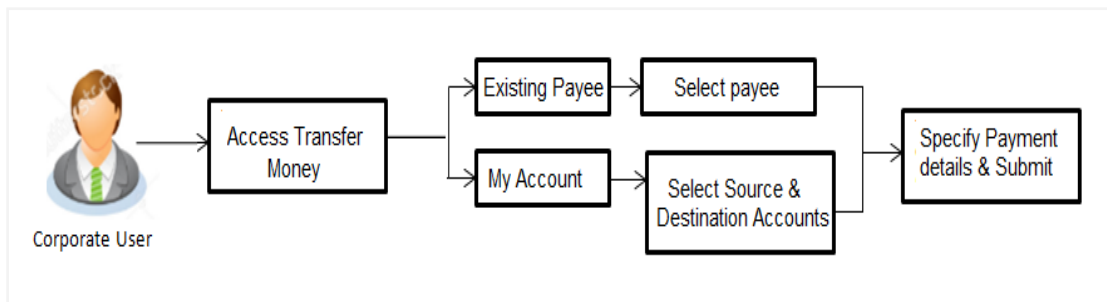 Corporate User
Access Transfer
Money
Existing Payee
Select payee
My Account
Select Source &
Destination Accounts
Specify Payment
details & Submit